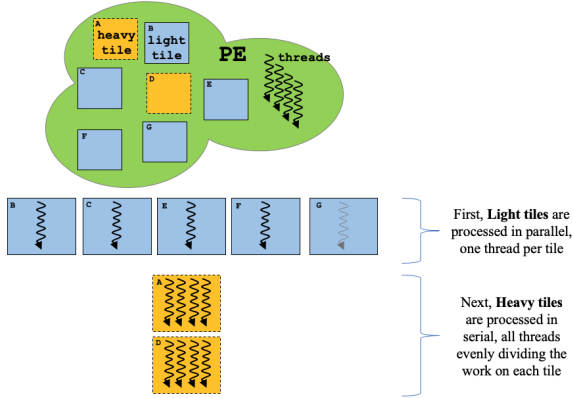 A
heavy
tile
B
light
tile
PE
threads
C
D
E
F
G
B
C
E
F
G
First, Light tiles are
processed in parallel,
one thread per tile
A
D
Next, Heavy tiles
are processed in
serial, all threads
evenly dividing the
work on each tile